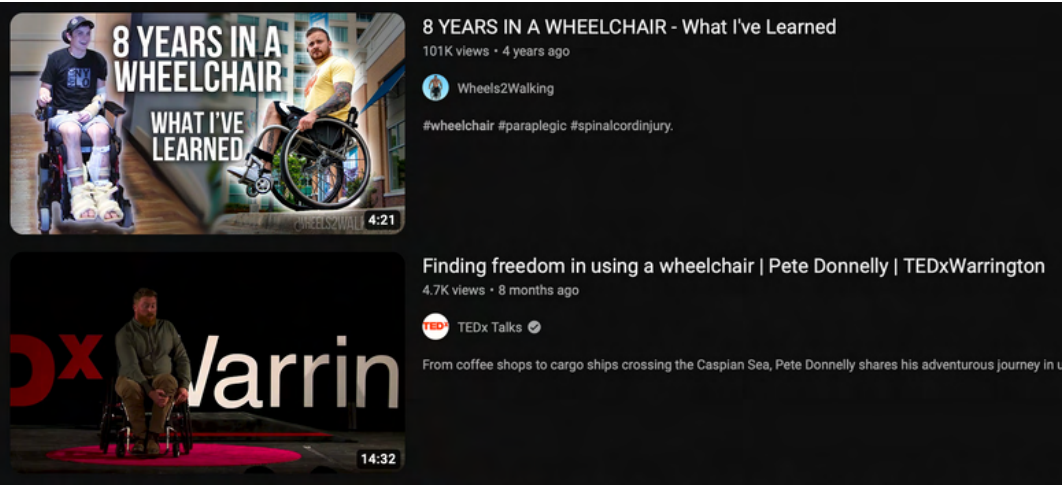 8 YEARS IN A
WHEELCHAIR
WHAT I'VE
LEARNED
4:21
8 YEARS IN A WHEELCHAIR - What I've Learned
101K views • 4 years ago
Wheels2Walking
#wheelchair #paraplegic #spinalcordinjury.
Dx Warrin
14:32
Finding freedom in using a wheelchair | Pete Donnelly | TEDxWarrington
4.7K views • 8 months ago
TEDx
TEDx Talks
From coffee shops to cargo ships crossing the Caspian Sea, Pete Donnelly shares his adventurous journey in u